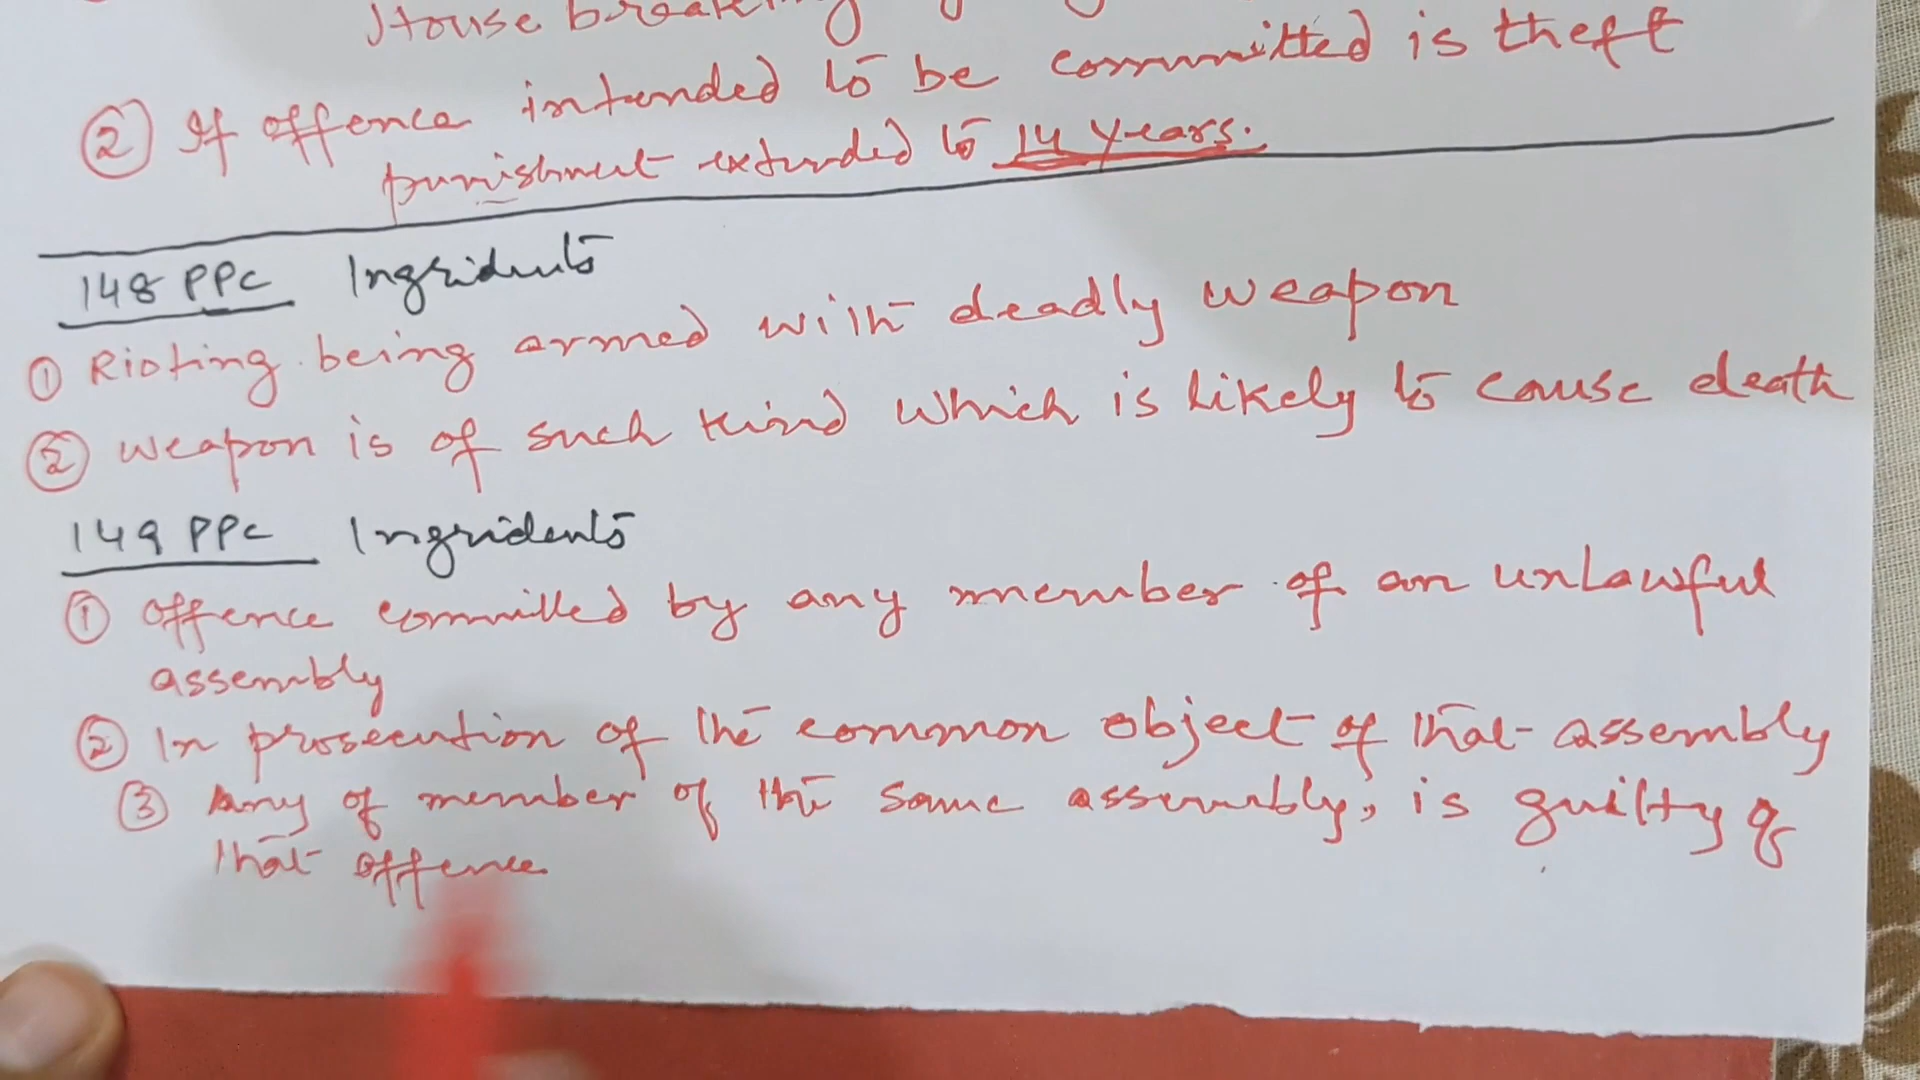 House breaking
② If offence intended to be committed is theft
punishment extended to 14 years.
148 PPC Ingridents
① Rioting being armed with deadly weapon
② weapon is of such kind which is likely to cause death
149 PPC Ingridents
① offence committed by any member of an unlawful
assembly
② In prosecution of the common object of that assembly
③ Any of member of the same assembly, is guilty of
that offence